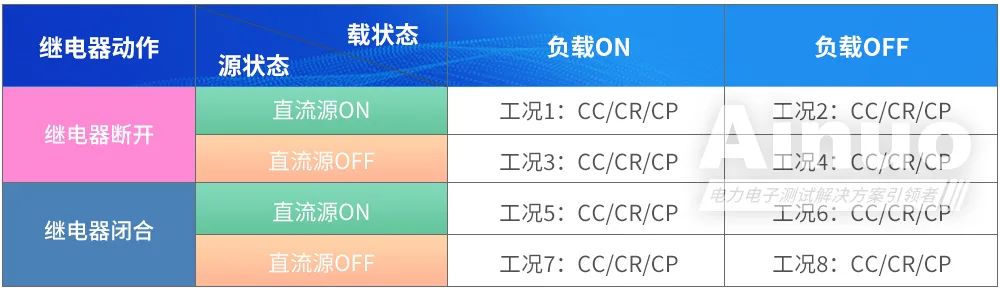 继电器动作 载状态 源状态 负载ON 负载OFF
继电器断开 直流源ON 工况1：CC/CR/CP 工况2：CC/CR/CP
直流源OFF 工况3：CC/CR/CP 工况4：CC/CR/CP
继电器闭合 直流源ON 工况5：CC/CR/CP 工况6：CC/CR/CP
直流源OFF 工况7：CC/CR/CP 工况8：CC/CR/CP
Ainuo
电力电子测试解决方案引领者